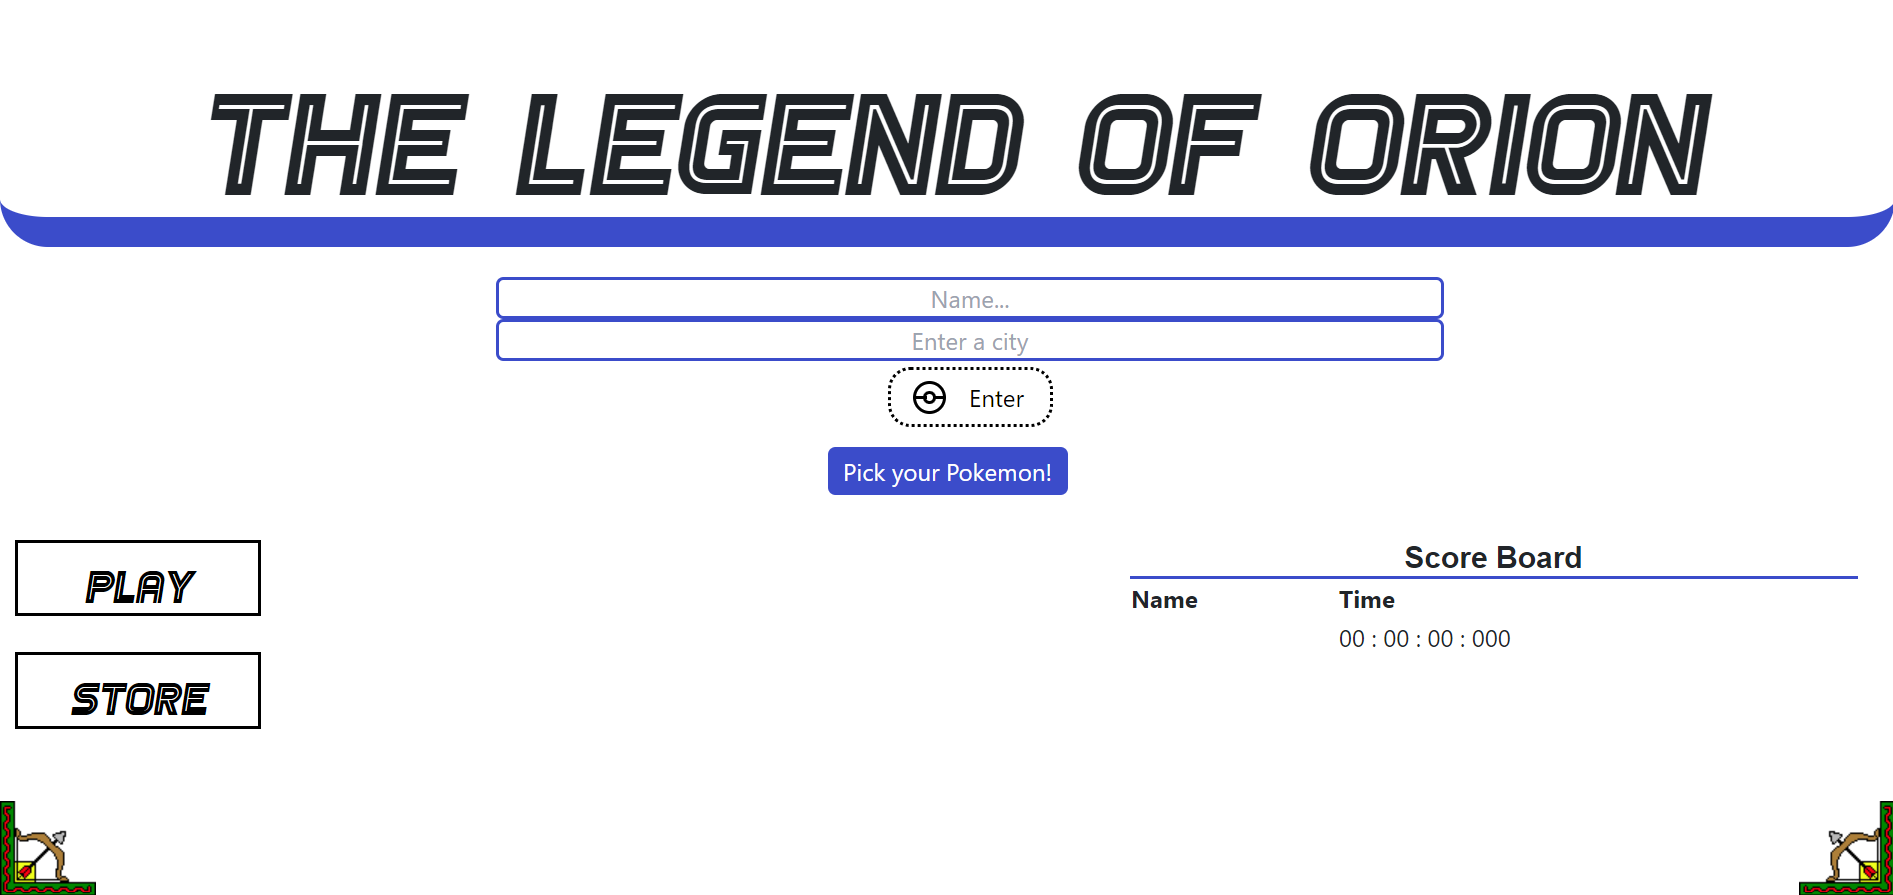 THE LEGEND OF ORION
Name...
Enter a city
Enter
Pick your Pokemon!
PLAY
STORE
Score Board
Name Time
00 : 00 : 00 : 000